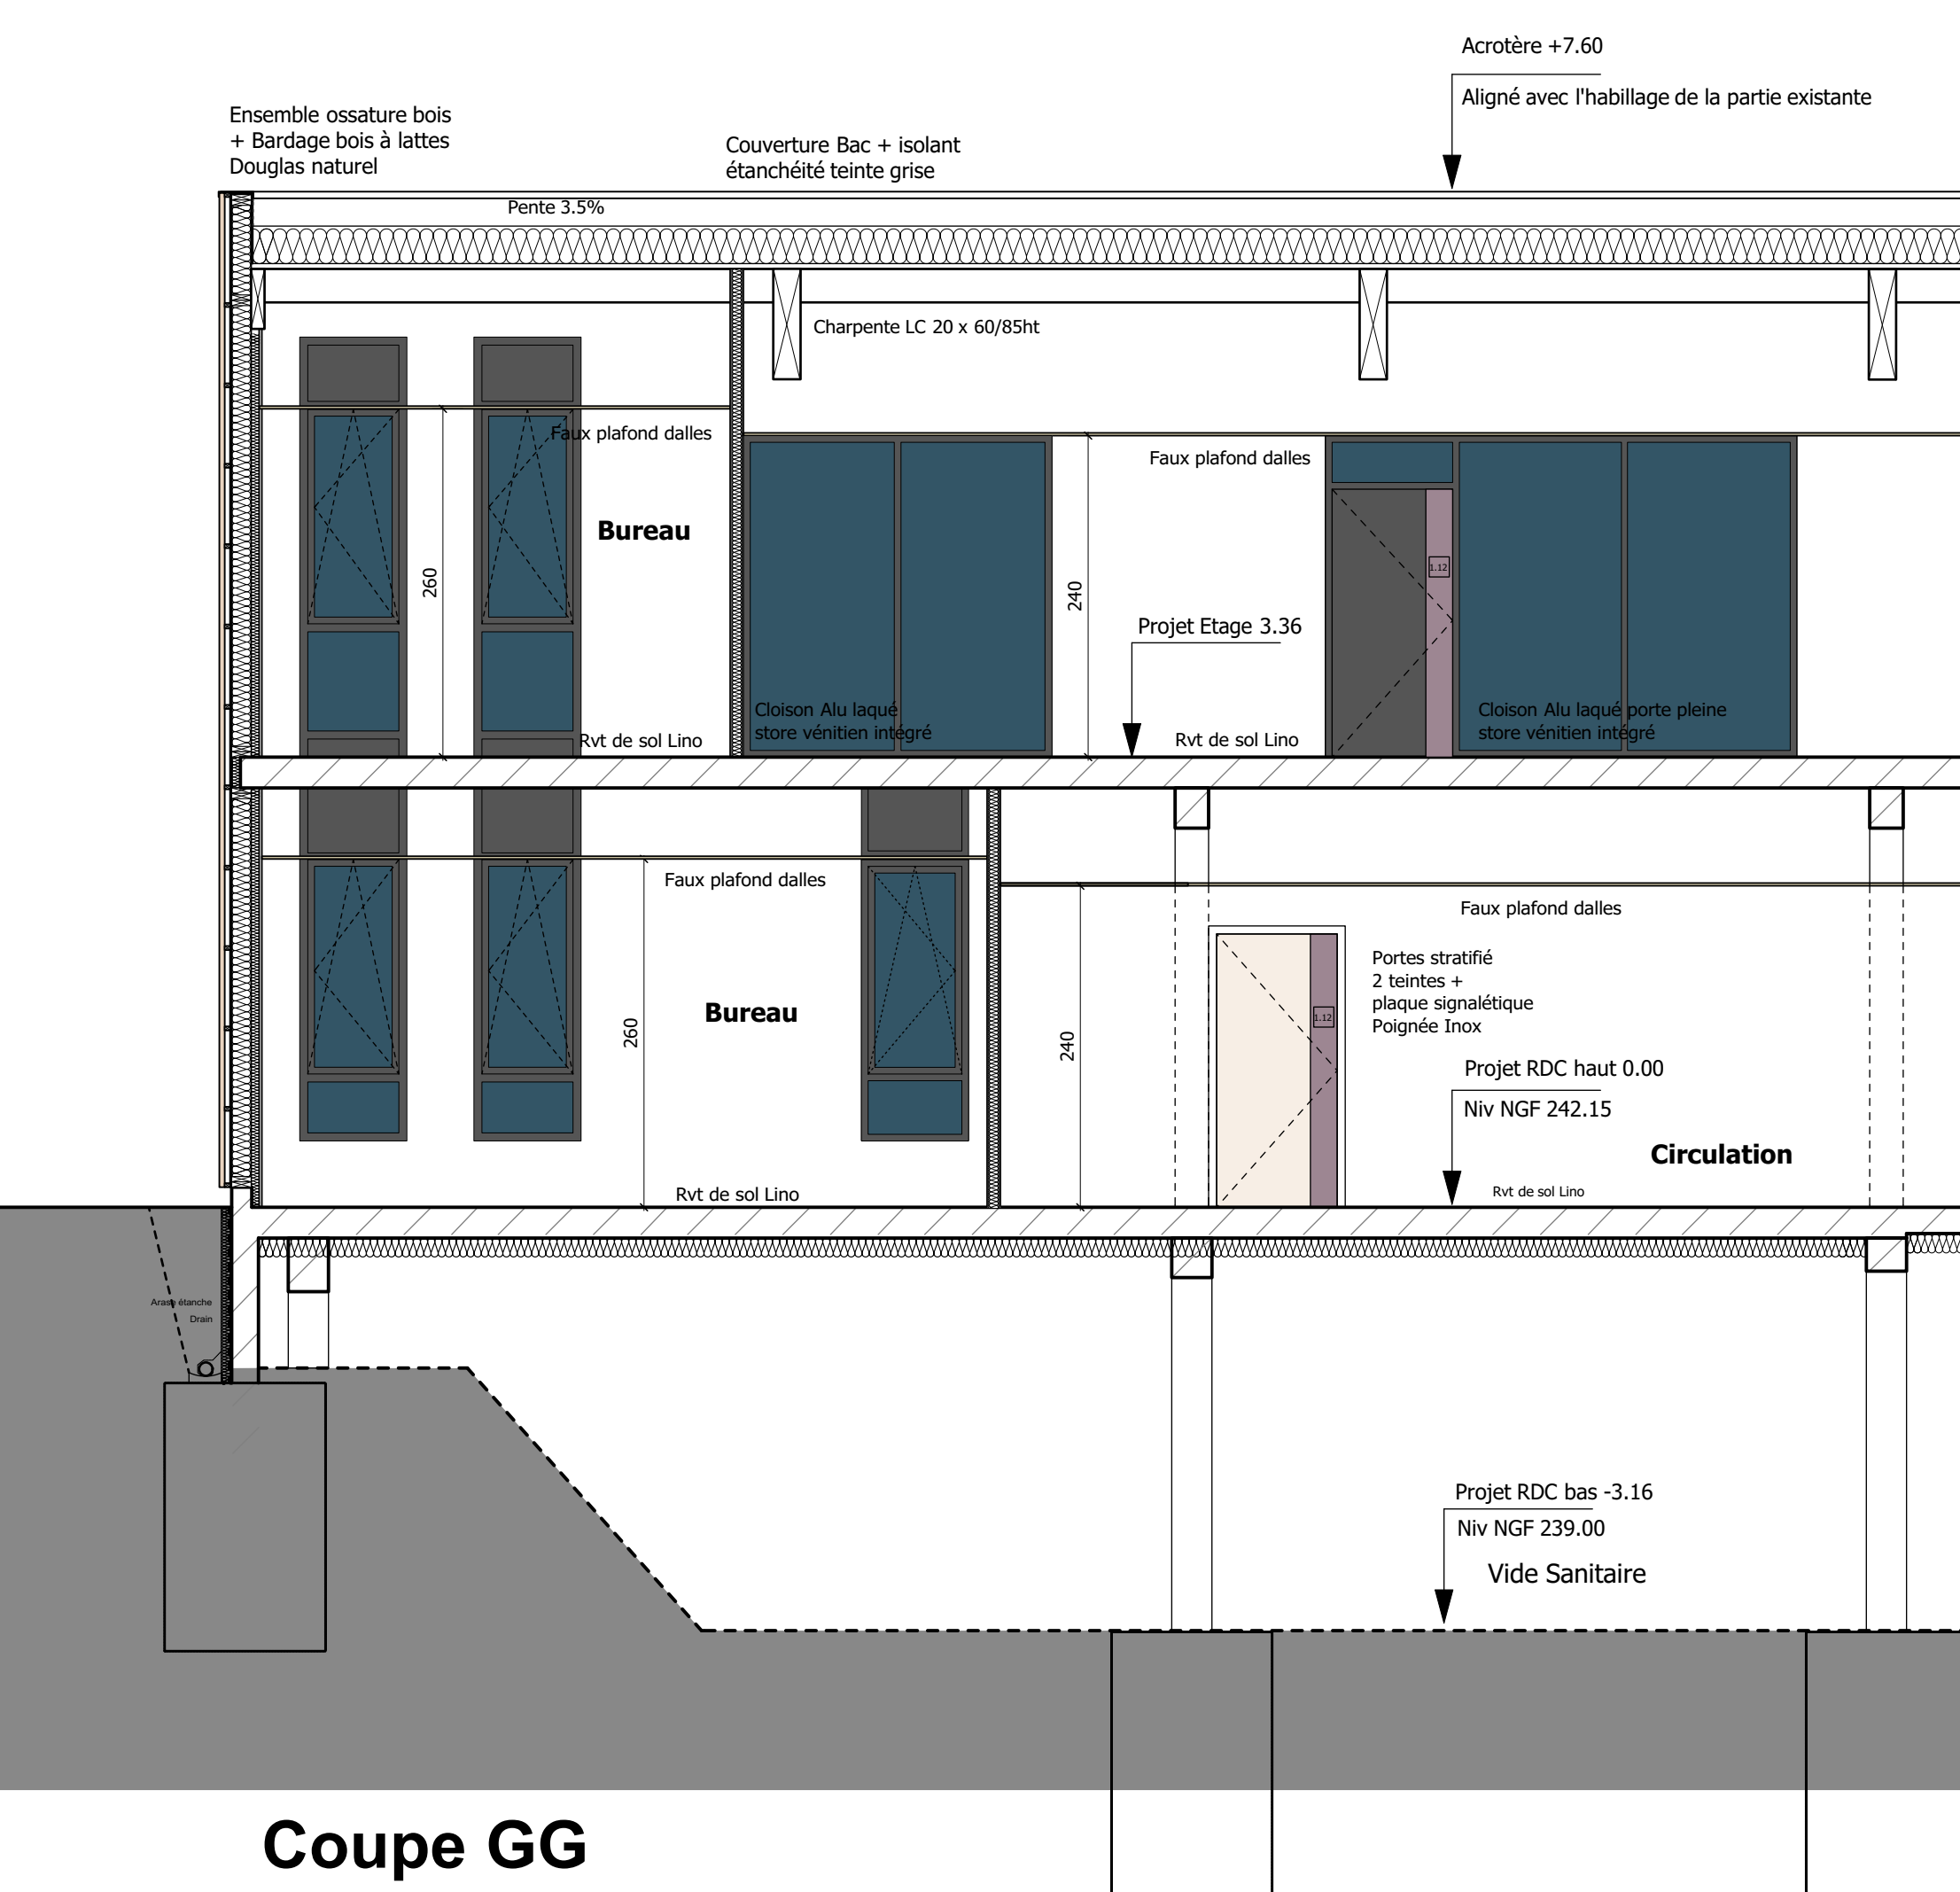 Acrotère +7.60
Aligné avec l'habillage de la partie existante
Ensemble ossature bois
+ Bardage bois à lattes
Douglas naturel
Couverture Bac + isolant
étanchéité teinte grise
Pente 3.5%
Charpente LC 20 x 60/85ht
Faux plafond dalles
Faux plafond dalles
Bureau
260
240
1.12
Projet Etage 3.36
Cloison Alu laqué
store vénitien intégré
Cloison Alu laqué porte pleine
store vénitien intégré
Rvt de sol Lino
Rvt de sol Lino
Faux plafond dalles
Faux plafond dalles
Portes stratifié
2 teintes +
plaque signalétique
Poignée Inox
Bureau
260
240
1.12
Projet RDC haut 0.00
Niv NGF 242.15
Circulation
Rvt de sol Lino
Rvt de sol Lino
Arase étanche
Drain
Projet RDC bas -3.16
Niv NGF 239.00
Vide Sanitaire
Coupe GG